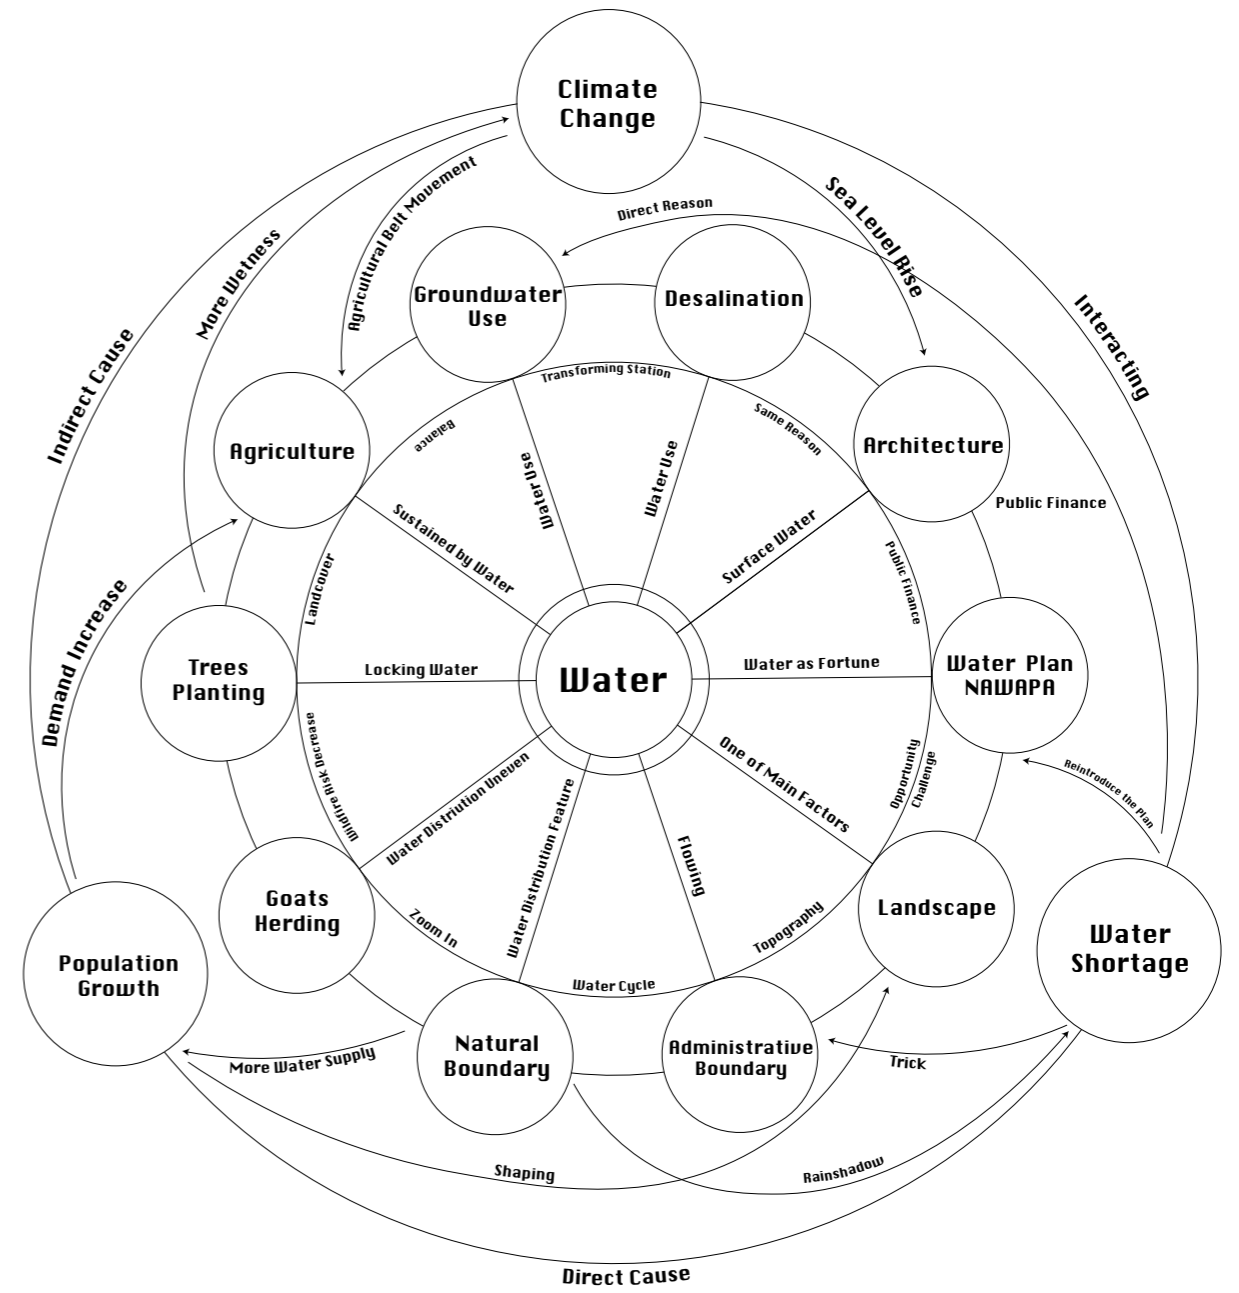 Climate
Change
Indirect Cause
More Wetness
Agricultural Belt Movement
Direct Reason
Sea Level Rise
Interacting
Groundwater
Use
Desalination
Transforming Station
Balance
Same Reason
Agriculture
Architecture
Public Finance
Water Use
Water Use
Sustained by Water
Surface Water
Landcover
Public Finance
Demand Increase
Trees
Planting
Locking Water
Water
Water as Fortune
Water Plan
NAWAPA
Wildfire Risk Decrease
Water Distriution Uneven
Water Distribution Feature
Flowing
One of Main Factors
Opportunity
Challenge
Reintroduce the Plan
Goats
Herding
Landscape
Zoom In
Topography
Water Cycle
Population
Growth
Water
Shortage
Natural
Boundary
Administrative
Boundary
More Water Supply
Trick
Shaping
Rainshadow
Direct Cause